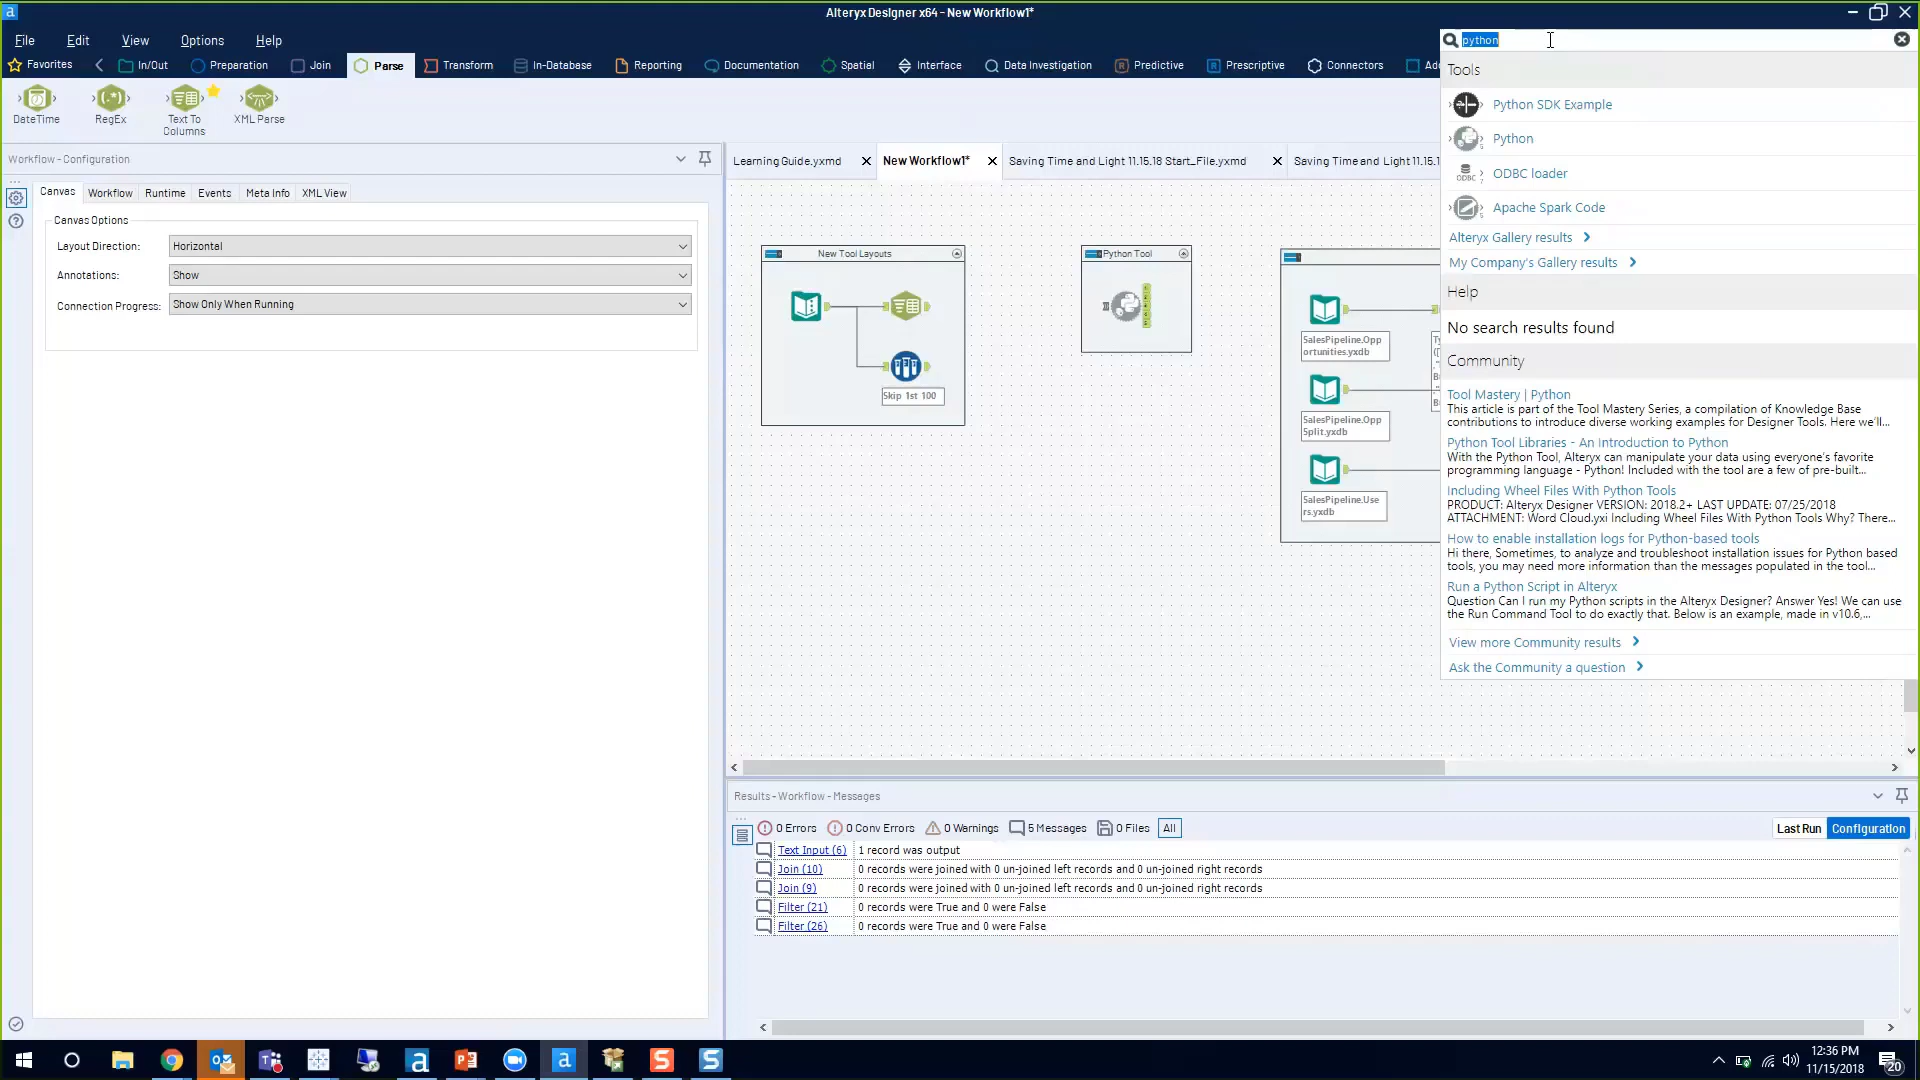 Alteryx Designer x64 - New Workflow1*
File Edit View Options Help
python
Favorites In/Out Preparation Join Parse Transform In-Database Reporting Documentation Spatial Interface Data Investigation Predictive Prescriptive Connectors
DateTime RegEx Text To Columns XML Parse
Workflow - Configuration
Canvas Workflow Runtime Events Meta Info XML View
Canvas Options
Layout Direction: Horizontal
Annotations: Show
Connection Progress: Show Only When Running
Learning Guide.yxmd New Workflow1* Saving Time and Light 11.15.18 Start_File.yxmd Saving Time and Light 11.15.1
New Tool Layouts
Skip 1st 100
Python Tool
SalesPipeline.Opp
ortunities.yxdb
SalesPipeline.Opp
Split.yxdb
SalesPipeline.Use
rs.yxdb
Tools
Python SDK Example
Python
ODBC loader
Apache Spark Code
Alteryx Gallery results
My Company's Gallery results
Help
No search results found
Community
Tool Mastery | Python
This article is part of the Tool Mastery Series, a compilation of Knowledge Base
contributions to introduce diverse working examples for Designer Tools. Here we'll...
Python Tool Libraries - An Introduction to Python
With the Python Tool, Alteryx can manipulate your data using everyone's favorite
programming language - Python! Included with the tool are a few of pre-built...
Including Wheel Files With Python Tools
PRODUCT: Alteryx Designer VERSION: 2018.2+ LAST UPDATE: 07/25/2018
ATTACHMENT: Word Cloud.yxi Including Wheel Files With Python Tools Why? There...
How to enable installation logs for Python-based tools
Hi there, Sometimes, to analyze and troubleshoot installation issues for Python based
tools, you may need more information than the messages populated in the tool...
Run a Python Script in Alteryx
Question Can I run my Python scripts in the Alteryx Designer? Answer Yes! We can use
the Run Command Tool to do exactly that. Below is an example, made in v10.6,...
View more Community results
Ask the Community a question
Results - Workflow - Messages
0 Errors 0 Conv Errors 0 Warnings 5 Messages 0 Files All
Last Run Configuration
Text Input (6) 1 record was output
Join (10) 0 records were joined with 0 un-joined left records and 0 un-joined right records
Join (9) 0 records were joined with 0 un-joined left records and 0 un-joined right records
Filter (21) 0 records were True and 0 were False
Filter (26) 0 records were True and 0 were False
12:36 PM
11/15/2018
20